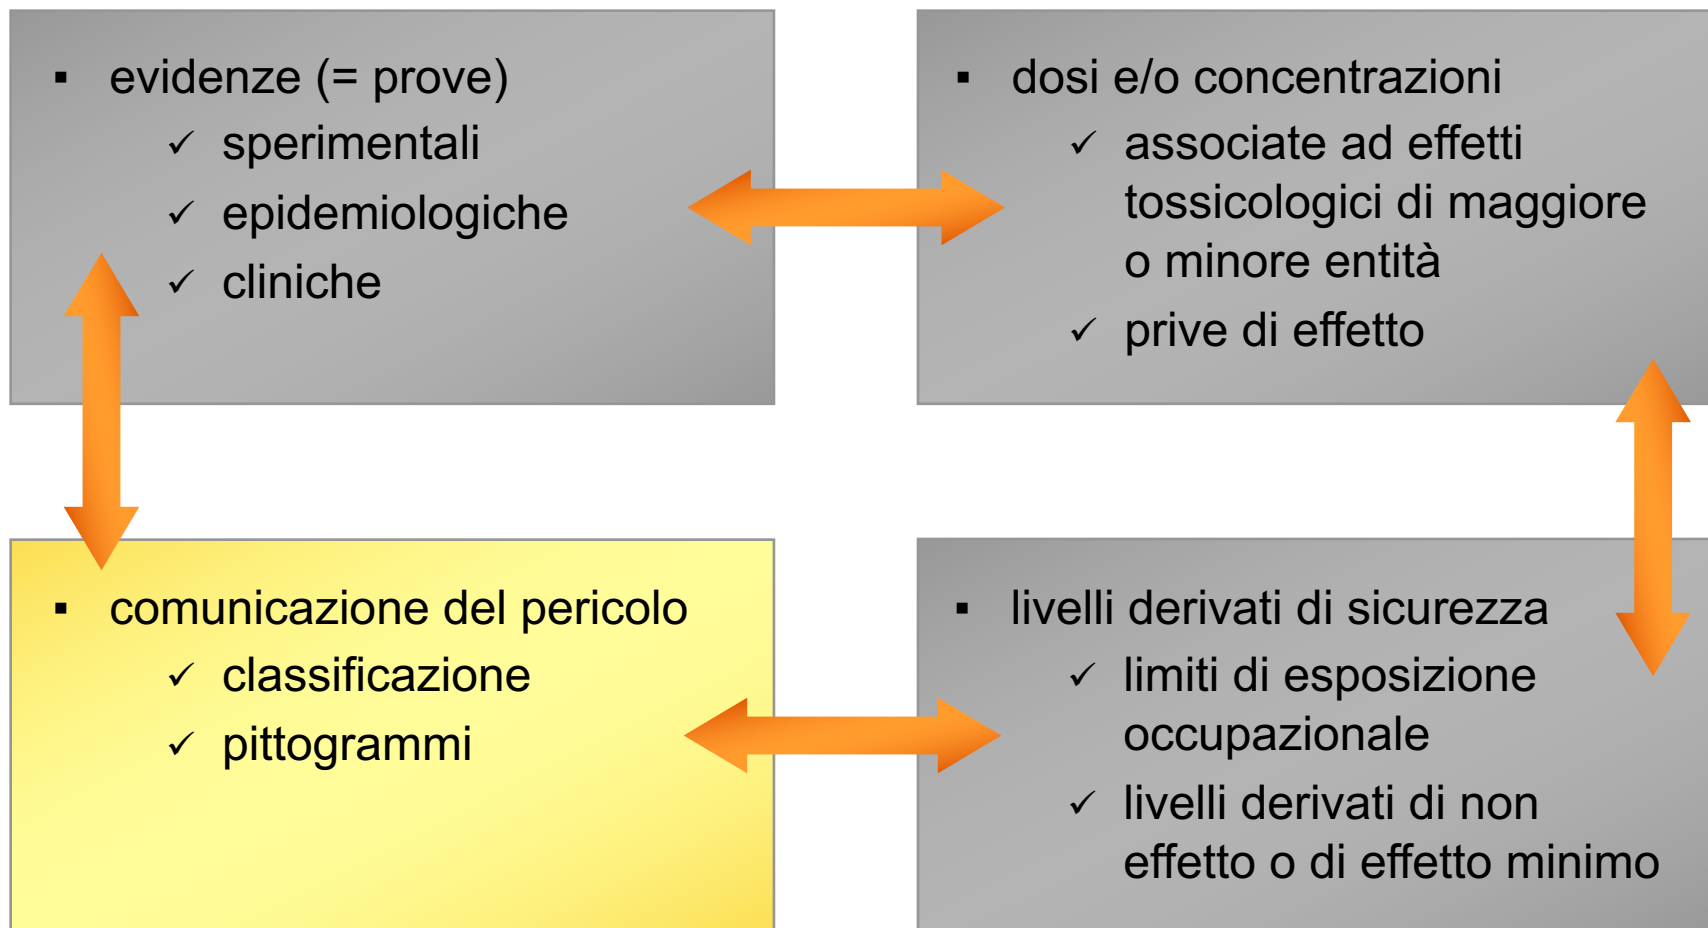 ▪ evidenze (= prove)
✓ sperimentali
✓ epidemiologiche
✓ cliniche
▪ dosi e/o concentrazioni
✓ associate ad effetti
tossicologici di maggiore
o minore entità
✓ prive di effetto
▪ comunicazione del pericolo
✓ classificazione
✓ pittogrammi
▪ livelli derivati di sicurezza
✓ limiti di esposizione
occupazionale
✓ livelli derivati di non
effetto o di effetto minimo